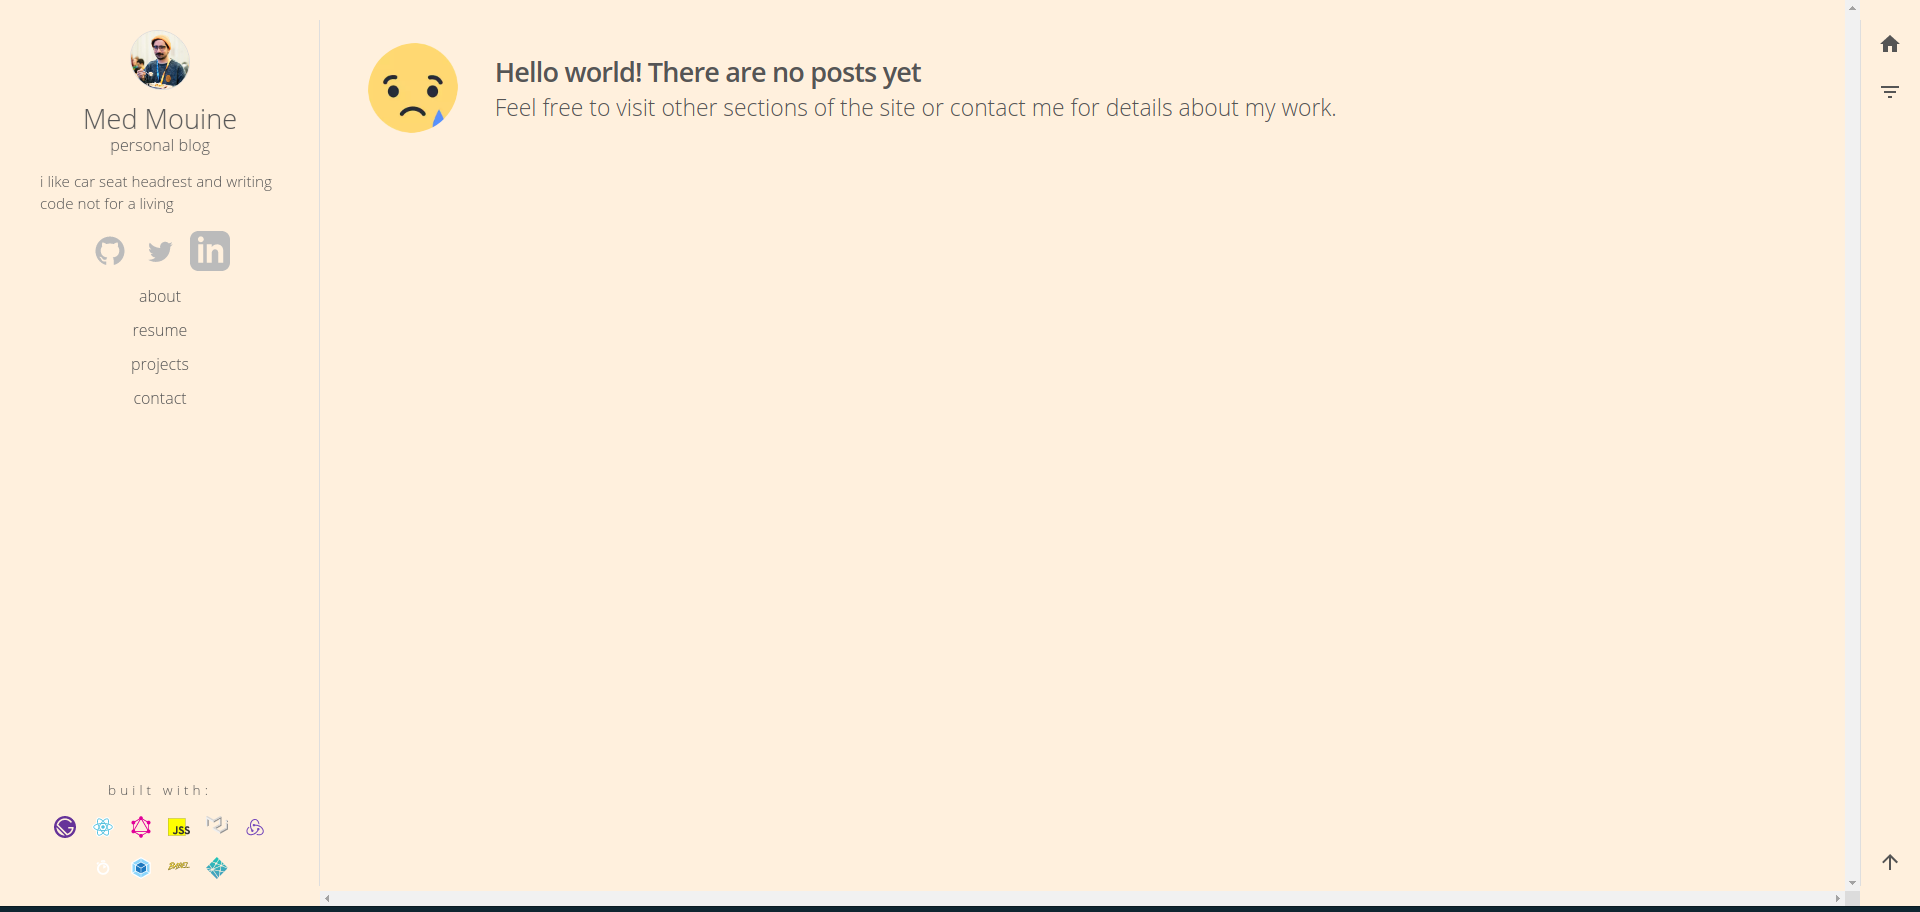 Med Mouine
personal blog
i like car seat headrest and writing
code not for a living
in
about
resume
projects
contact
built with:
JSS
BABEL
Hello world! There are no posts yet
Feel free to visit other sections of the site or contact me for details about my work.